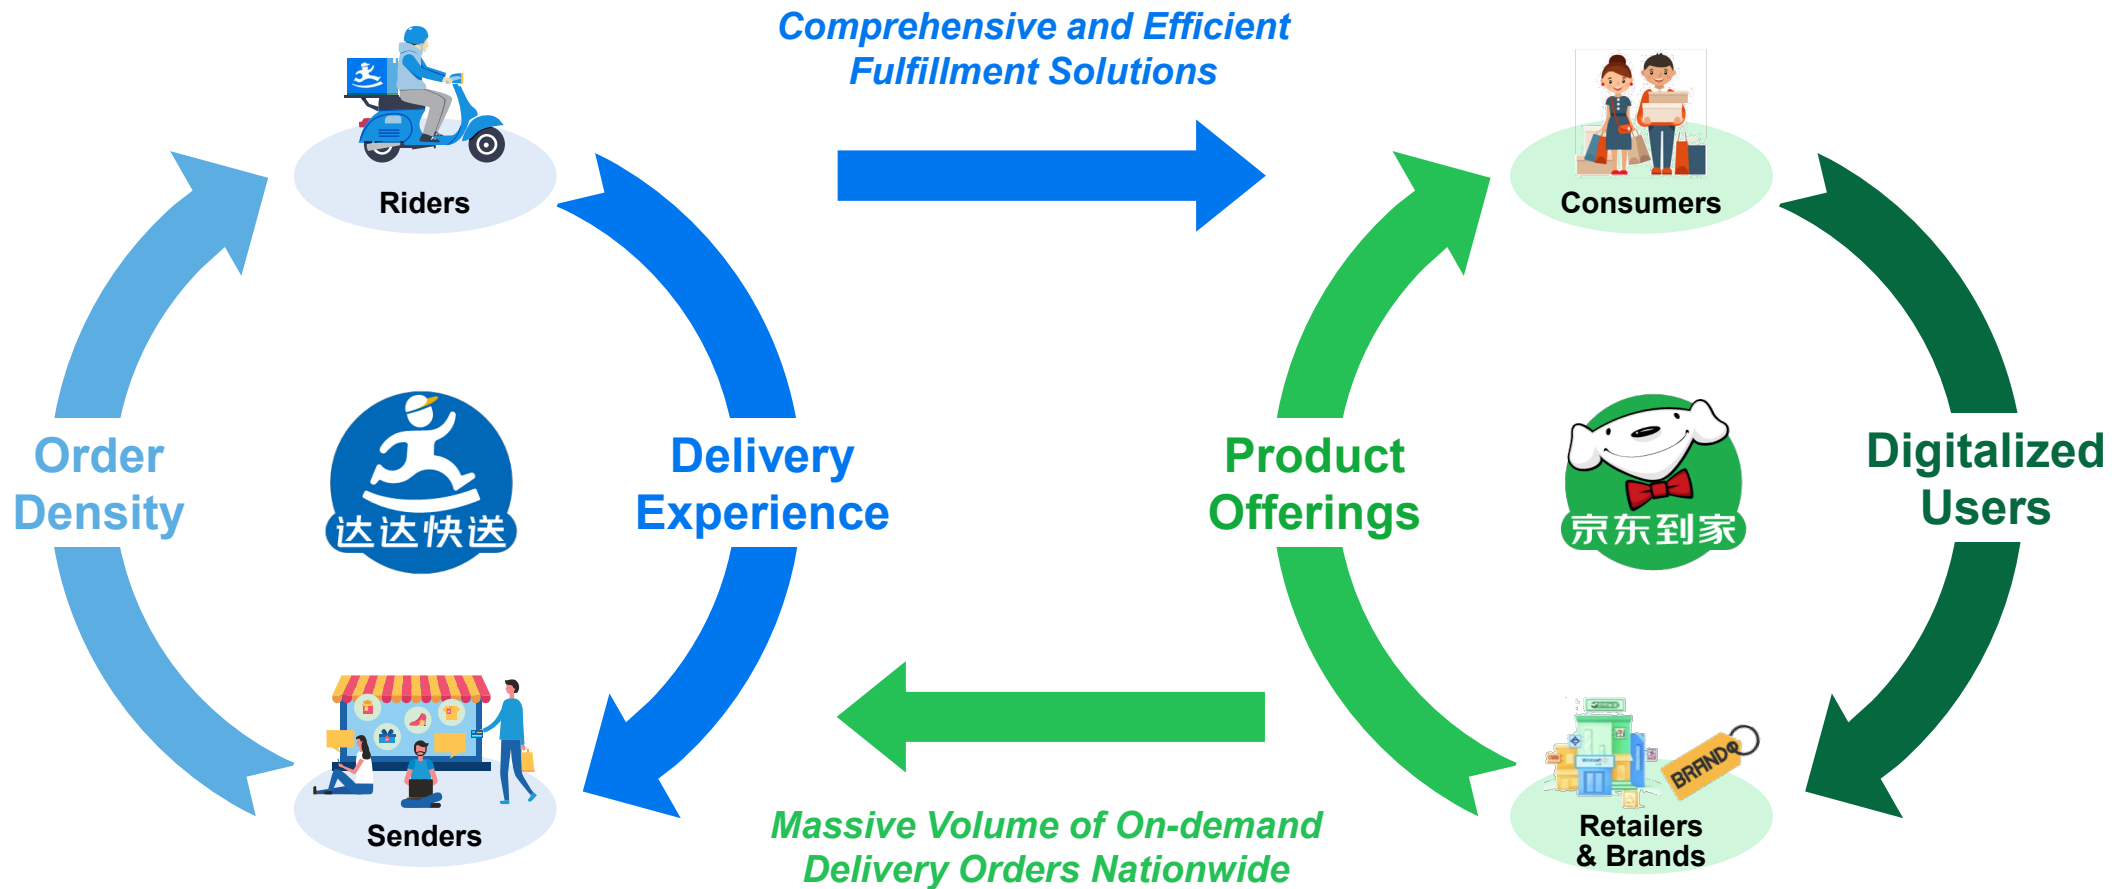 Comprehensive and Efficient
Fulfillment Solutions
Riders
Consumers
Order
Density
达达快送
Delivery
Experience
Product
Offerings
京东到家
Digitalized
Users
Senders
BRAND
Retailers
& Brands
Massive Volume of On-demand
Delivery Orders Nationwide